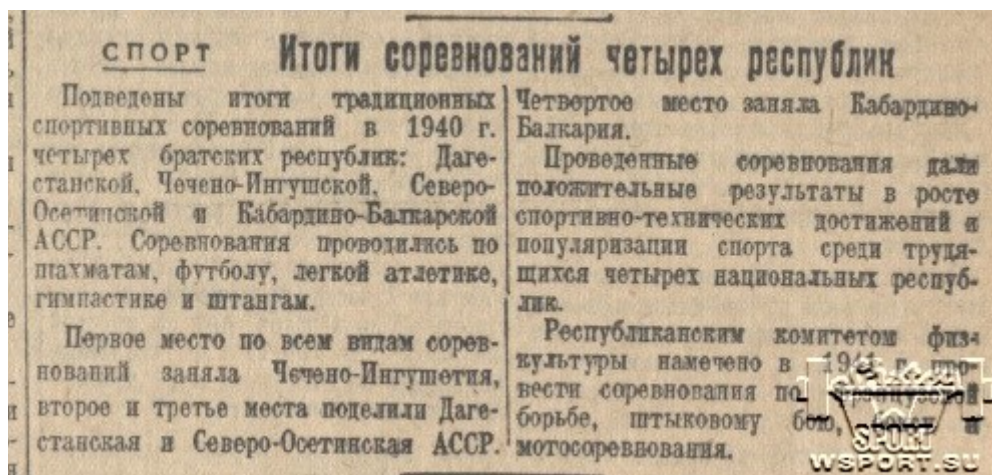 СПОРТ
Итоги соревнований четырех республик
Подведены итоги традиционных
спортивных соревнований в 1940 г.
четырех братских республик: Даге-
станской, Чечено-Ингушской, Северо-
Осетинской и Кабардино-Балкарской
АССР. Соревнования проводились по
шахматам, футболу, легкой атлетике,
гимнастике и штангам.
Первое место по всем видам сорев-
нований заняла Чечено-Ингушетия,
второе и третье места поделили Даге-
станская и Северо-Осетинская АССР.
Четвертое место заняла Кабардино-
Балкария.
Проведенные соревнования дали
положительные результаты в росте
спортивно-технических достижений и
популяризации спорта среди трудя-
щихся четырех национальных респуб-
лик.
Республиканским комитетом физ-
культуры намечено в 1941 г. про-
вести соревнования по французской
борьбе, штыковому бою, и
мотосоревнования.
SPORT
WSPORT.SU